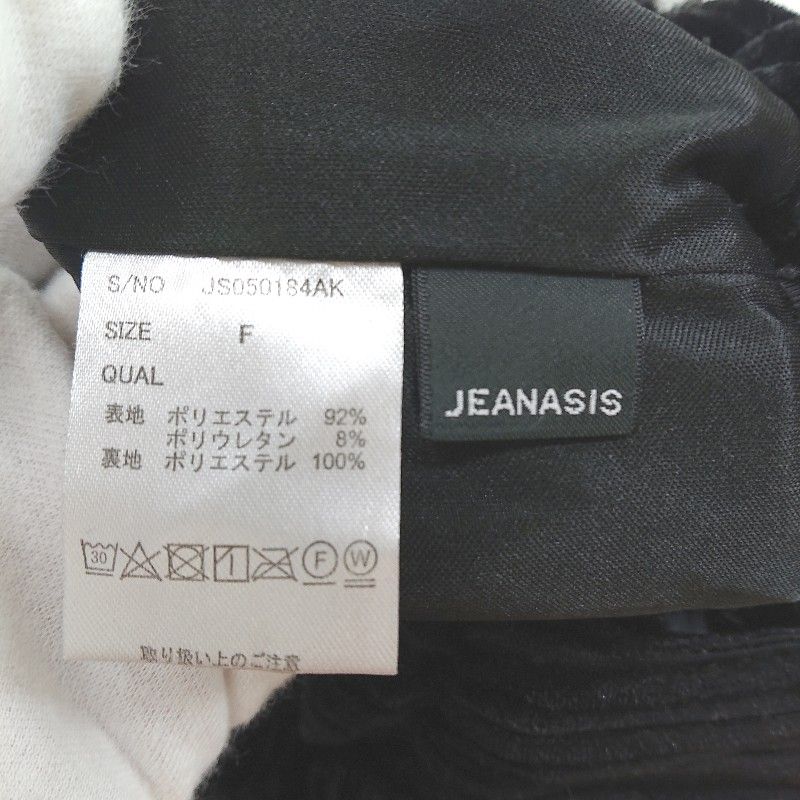 S/NO JS050184AK
SIZE F
QUAL
表地 ポリエステル 92%
ポリウレタン 8%
裏地 ポリエステル 100%
30 F W
取り扱い上のご注意
JEANASIS